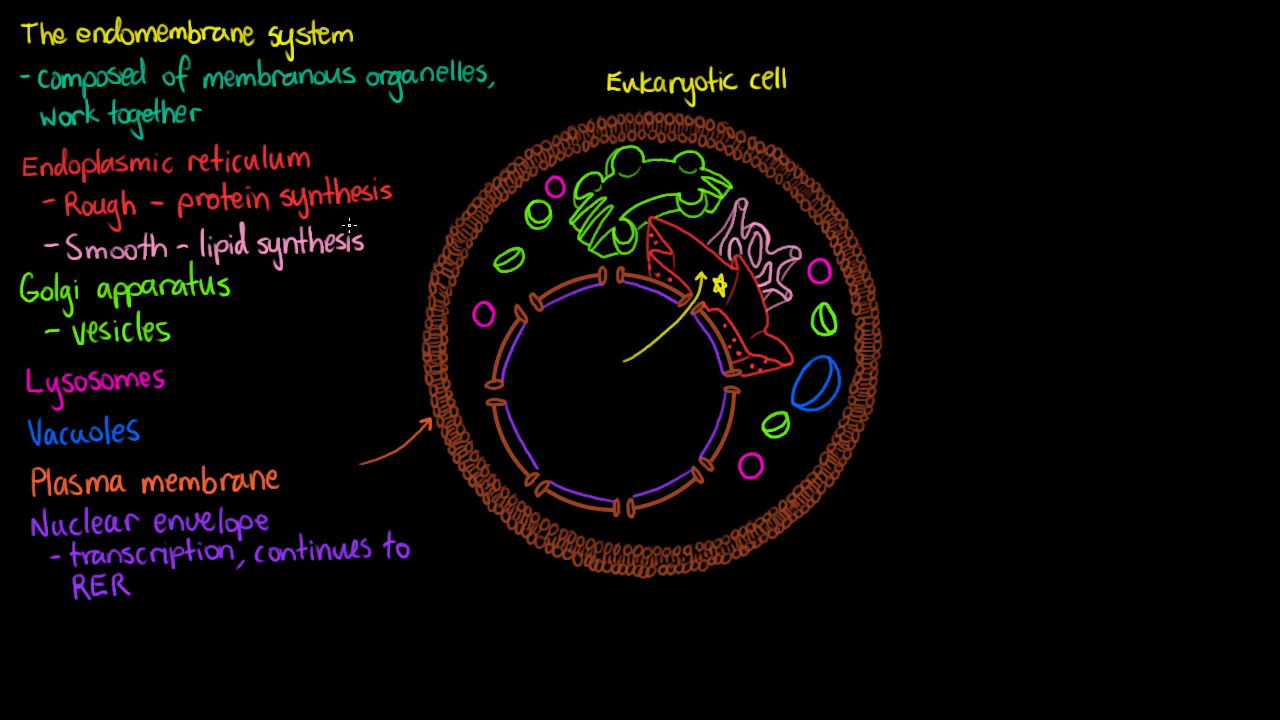 The endomembrane system
- composed of membranous organelles,
work together
Endoplasmic reticulum
- Rough - protein synthesis
- Smooth - lipid synthesis
Golgi apparatus
- vesicles
Lysosomes
Vacuoles
Plasma membrane
Nuclear envelope
- transcription, continues to
RER
Eukaryotic cell